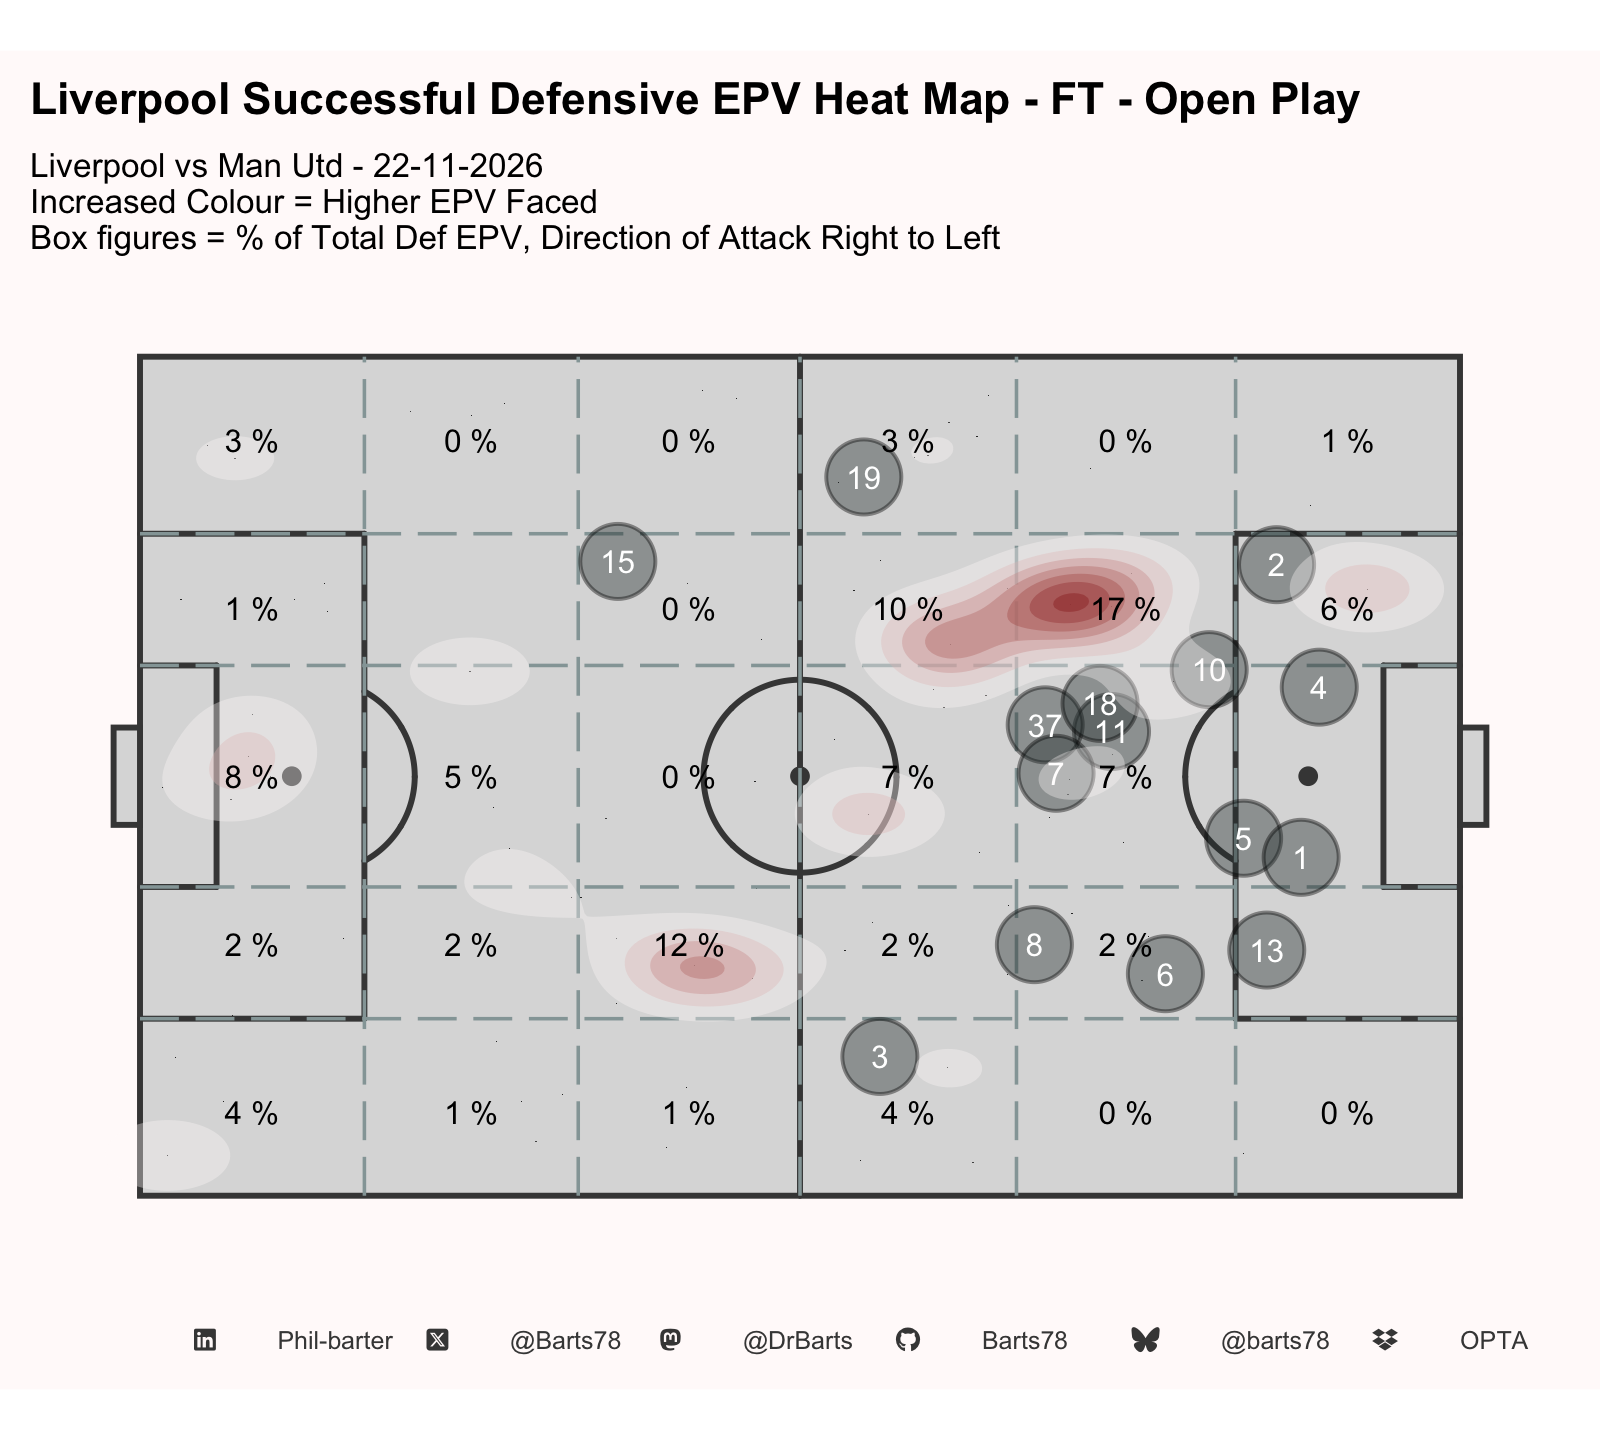 Liverpool Successful Defensive EPV Heat Map - FT - Open Play
Liverpool vs Man Utd - 22-11-2026
Increased Colour = Higher EPV Faced
Box figures = % of Total Def EPV, Direction of Attack Right to Left
3 % 0 % 0 % 3 % 0 % 1 %
19
15 2
1 % 0 % 10 % 17 % 6 %
10 4
18
37 11
8 % 5 % 0 % 7 % 7 7 %
5 1
2 % 2 % 12 % 2 % 8 2 % 13
6
3
4 % 1 % 1 % 4 % 0 % 0 %
Phil-barter @Barts78 @DrBarts Barts78 @barts78 OPTA